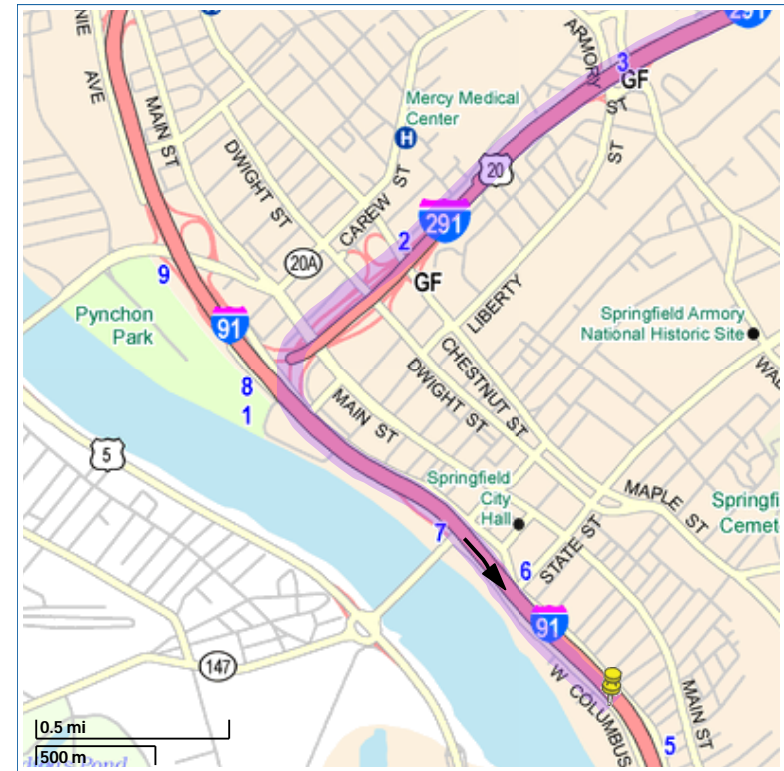 291
NIE
AVE
MAIN ST
ARMORY
ST
3
GF
Mercy Medical
Center
H
DWIGHT ST
ST
20
CAREW ST
291
2
20A
GF
9
LIBERTY
Pynchon
Park
91
Springfield Armory
National Historic Site
WAL
CHESTNUT ST
DWIGHT ST
8
1
MAIN ST
5
Springfield
City
Hall
MAPLE ST
Springfi
Cemet
7
6
STATE ST
91
147
W COLUMBUS
MAIN ST
5
0.5 mi
500 m
Pond